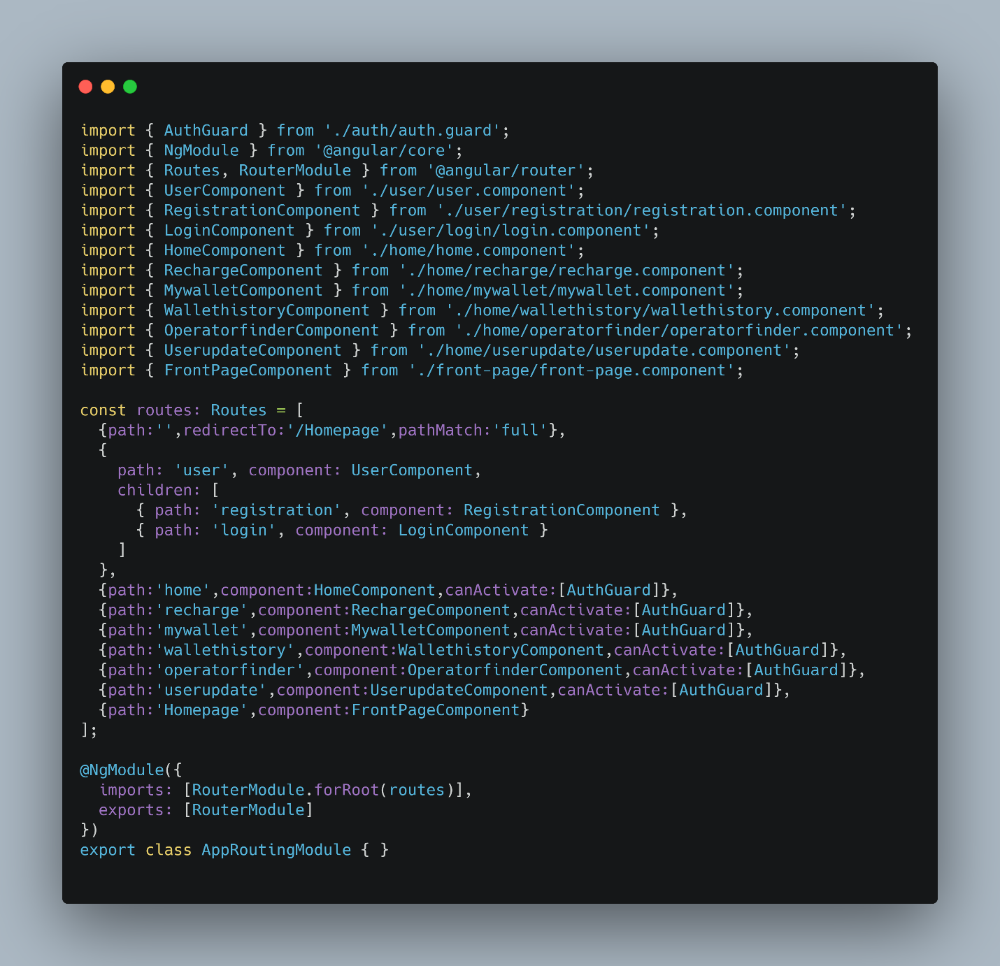 import { AuthGuard } from './auth/auth.guard';
import { NgModule } from '@angular/core';
import { Routes, RouterModule } from '@angular/router';
import { UserComponent } from './user/user.component';
import { RegistrationComponent } from './user/registration/registration.component';
import { LoginComponent } from './user/login/login.component';
import { HomeComponent } from './home/home.component';
import { RechargeComponent } from './home/recharge/recharge.component';
import { MywalletComponent } from './home/mywallet/mywallet.component';
import { WallethistoryComponent } from './home/wallethistory/wallethistory.component';
import { OperatorfinderComponent } from './home/operatorfinder/operatorfinder.component';
import { UserupdateComponent } from './home/userupdate/userupdate.component';
import { FrontPageComponent } from './front-page/front-page.component';

const routes: Routes = [
  {path:'',redirectTo:'/Homepage',pathMatch:'full'},
  {
    path: 'user', component: UserComponent,
    children: [
      { path: 'registration', component: RegistrationComponent },
      { path: 'login', component: LoginComponent }
    ]
  },
  {path:'home',component:HomeComponent,canActivate:[AuthGuard]},
  {path:'recharge',component:RechargeComponent,canActivate:[AuthGuard]},
  {path:'mywallet',component:MywalletComponent,canActivate:[AuthGuard]},
  {path:'wallethistory',component:WallethistoryComponent,canActivate:[AuthGuard]},
  {path:'operatorfinder',component:OperatorfinderComponent,canActivate:[AuthGuard]},
  {path:'userupdate',component:UserupdateComponent,canActivate:[AuthGuard]},
  {path:'Homepage',component:FrontPageComponent}
];

@NgModule({
  imports: [RouterModule.forRoot(routes)],
  exports: [RouterModule]
})
export class AppRoutingModule { }